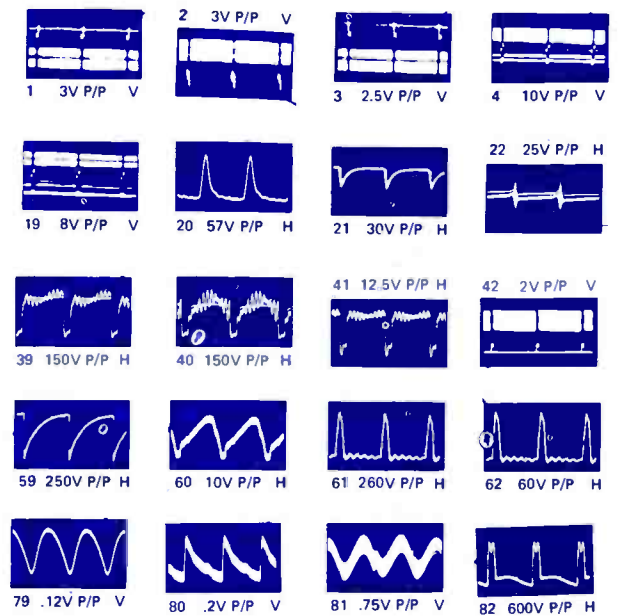 2 3V P/P V
1 3V P/P V
3 2.5V P/P V
4 10V P/P V
22 25V P/P H
19 8V P/P V
20 57V P/P H
21 30V P/P H
41 12.5V P/P H
42 2V P/P V
39 150V P/P H
40 150V P/P H
59 250V P/P H
60 10V P/P H
61 260V P/P H
62 60V P/P H
79 .12V P/P V
80 .2V P/P V
81 .75V P/P V
82 600V P/P H